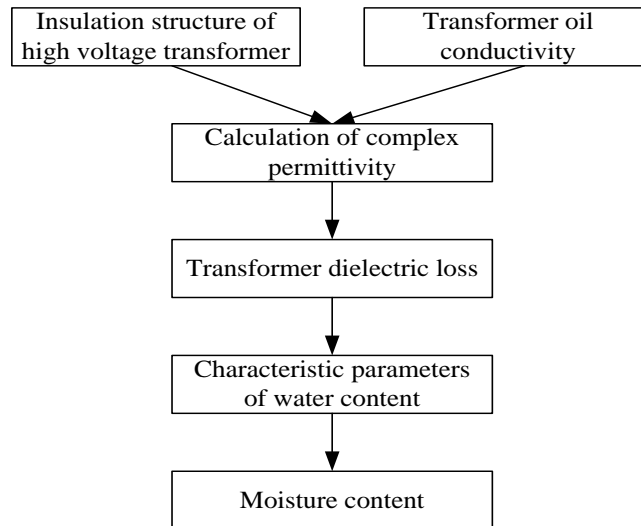 Insulation structure of
high voltage transformer
Transformer oil
conductivity
Calculation of complex
permittivity
Transformer dielectric loss
Characteristic parameters
of water content
Moisture content